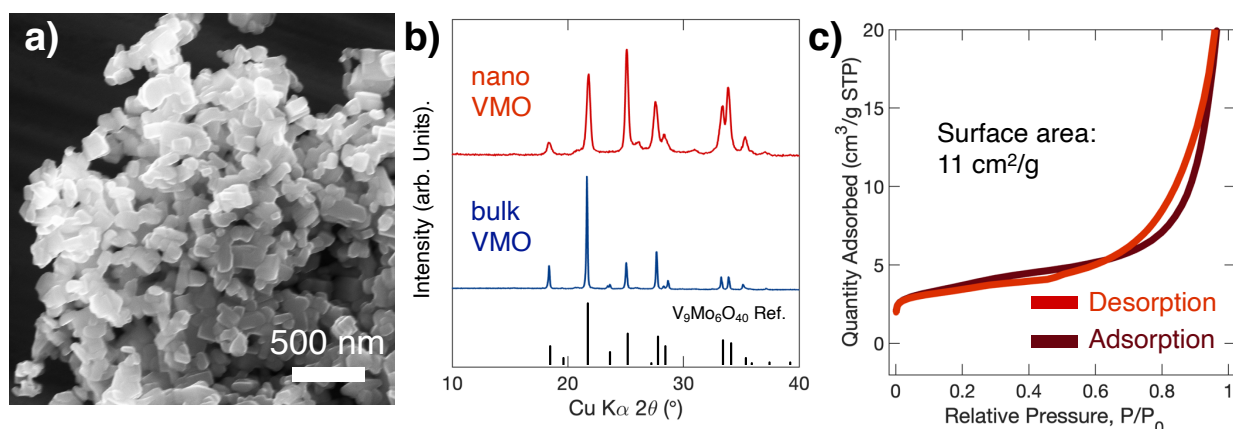 a)
500 nm
b)
nano
VMO
bulk
VMO
V₉Mo₆O₄₀ Ref.
Intensity (arb. Units).
10 20 30 40
Cu Kα 2θ (°)
c)
20
15
10
5
0
Quantity Adsorbed (cm³/g STP)
Surface area:
11 cm²/g
Desorption
Adsorption
0 0.2 0.4 0.6 0.8 1
Relative Pressure, P/P₀